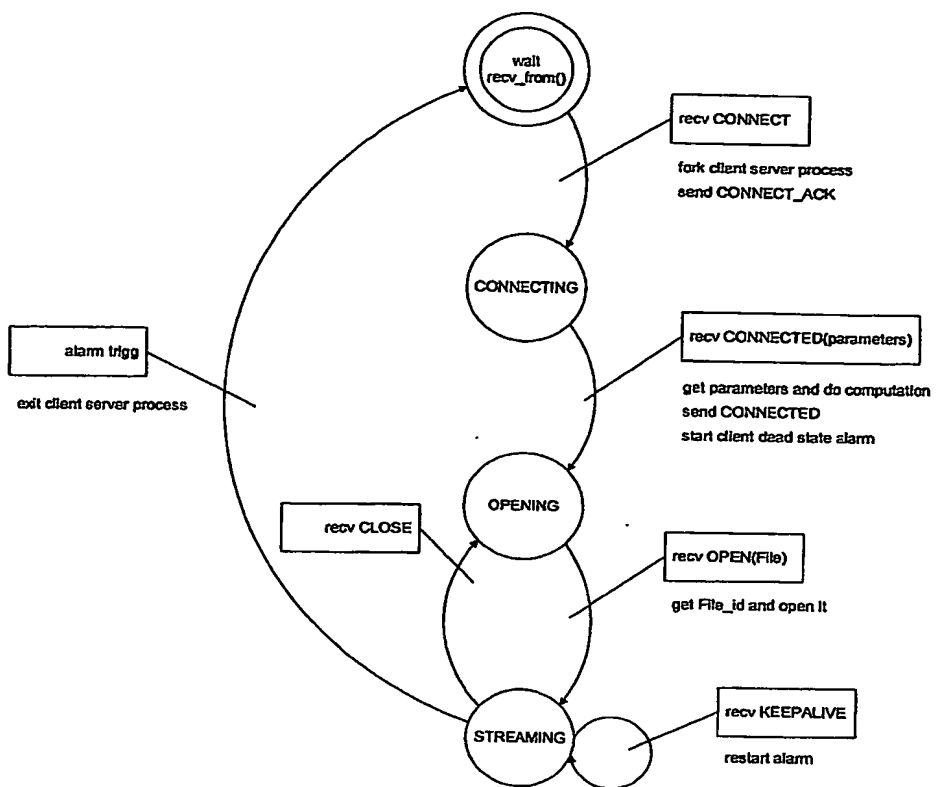 wait
recv_from()
recv CONNECT
fork client server process
send CONNECT_ACK
CONNECTING
recv CONNECTED(parameters)
get parameters and do computation
send CONNECTED
start client dead state alarm
alarm trigg
exit client server process
OPENING
recv CLOSE
recv OPEN(File)
get File_id and open it
STREAMING
recv KEEPALIVE
restart alarm